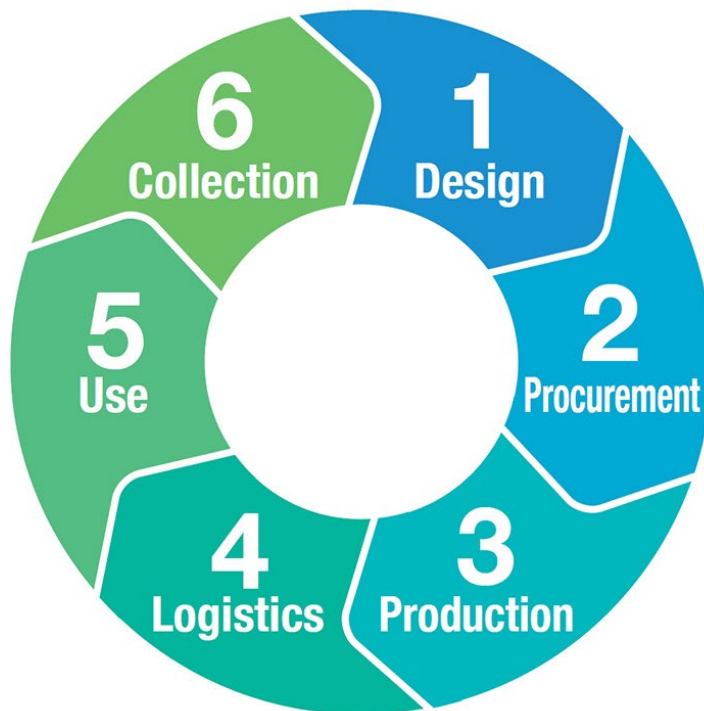 1
Design
2
Procurement
3
Production
4
Logistics
5
Use
6
Collection